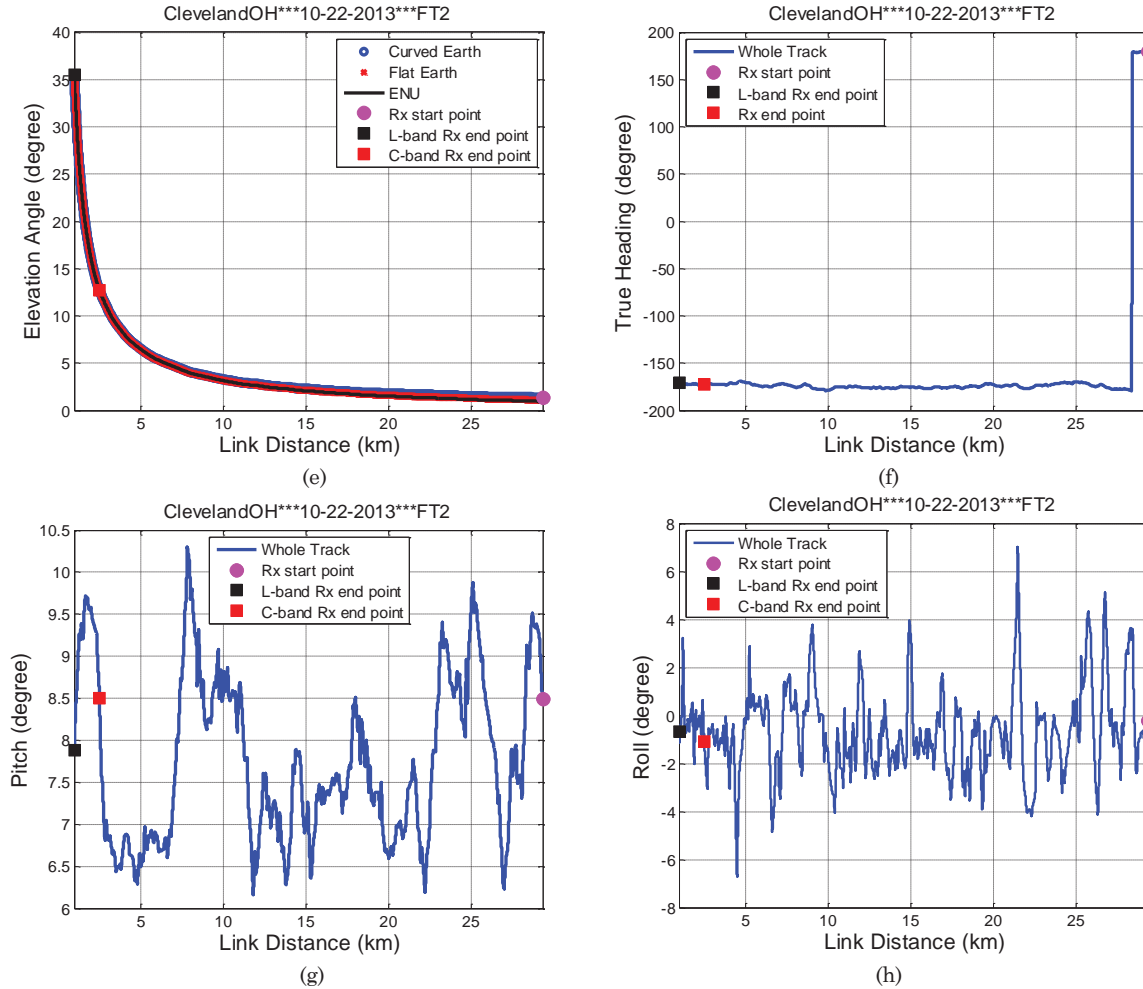 ClevelandOH***10-22-2013***FT2
40
35
30
25
20
15
10
5
0
Elevation Angle (degree)
Curved Earth
Flat Earth
ENU
Rx start point
L-band Rx end point
C-band Rx end point
5
10
15
20
25
Link Distance (km)
(e)
ClevelandOH***10-22-2013***FT2
200
150
100
50
0
-50
-100
-150
-200
True Heading (degree)
Whole Track
Rx start point
L-band Rx end point
Rx end point
5
10
15
20
25
Link Distance (km)
(f)
ClevelandOH***10-22-2013***FT2
10.5
10
9.5
9
8.5
8
7.5
7
6.5
6
Pitch (degree)
Whole Track
Rx start point
L-band Rx end point
C-band Rx end point
5
10
15
20
25
Link Distance (km)
(g)
ClevelandOH***10-22-2013***FT2
8
6
4
2
0
-2
-4
-6
-8
Roll (degree)
Whole Track
Rx start point
L-band Rx end point
C-band Rx end point
5
10
15
20
25
Link Distance (km)
(h)